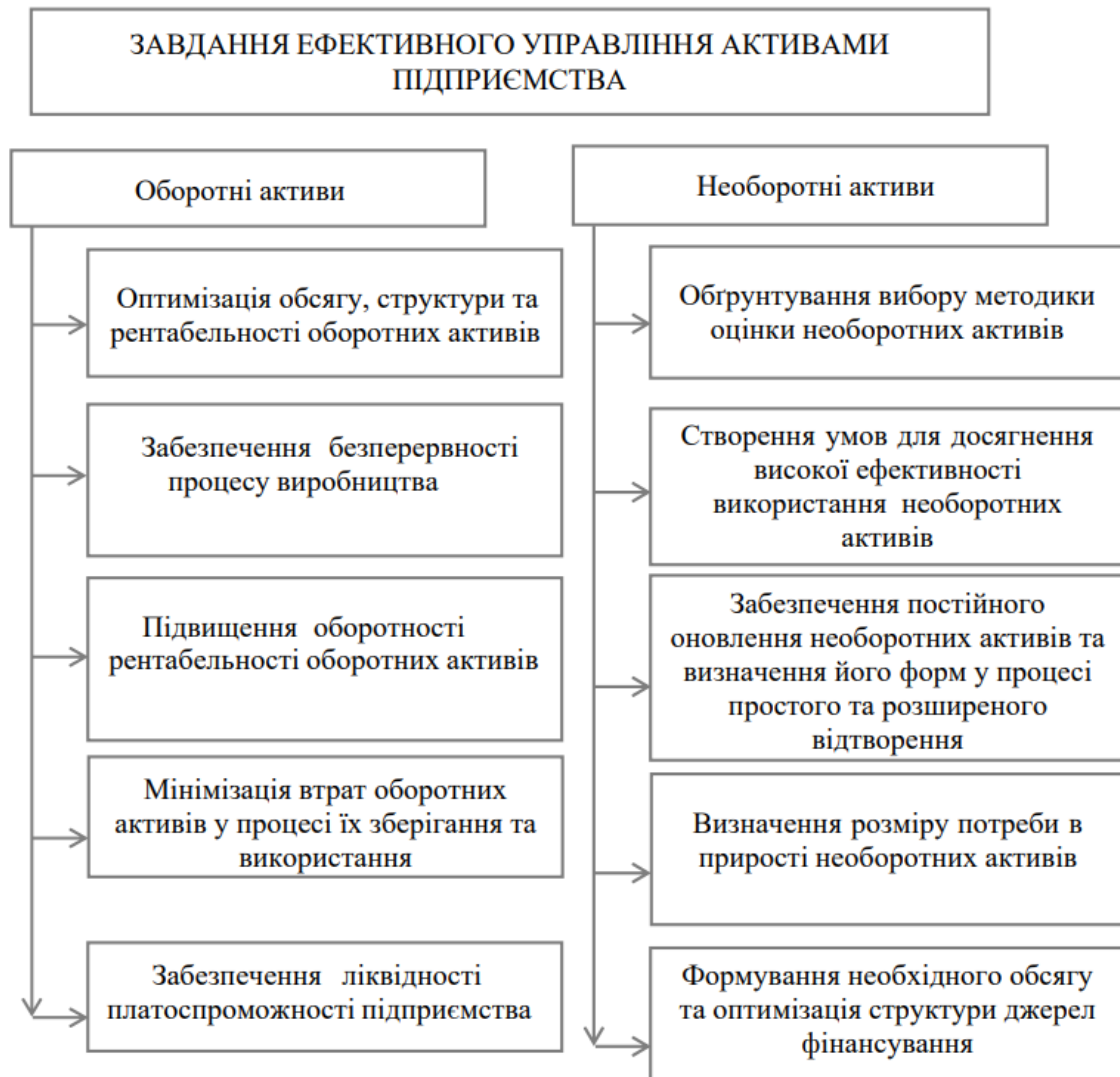 ЗАВДАННЯ ЕФЕКТИВНОГО УПРАВЛІННЯ АКТИВАМИ
ПІДПРИЄМСТВА
Оборотні активи
Оптимізація обсягу, структури та
рентабельності оборотних активів
Забезпечення безперервності
процесу виробництва
Підвищення оборотності
рентабельності оборотних активів
Мінімізація втрат оборотних
активів у процесі їх зберігання та
використання
Забезпечення ліквідності
платоспроможності підприємства
Необоротні активи
Обґрунтування вибору методики
оцінки необоротних активів
Створення умов для досягнення
високої ефективності
використання необоротних
активів
Забезпечення постійного
оновлення необоротних активів та
визначення його форм у процесі
простого та розширеного
відтворення
Визначення розміру потреби в
прирості необоротних активів
Формування необхідного обсягу
та оптимізація структури джерел
фінансування